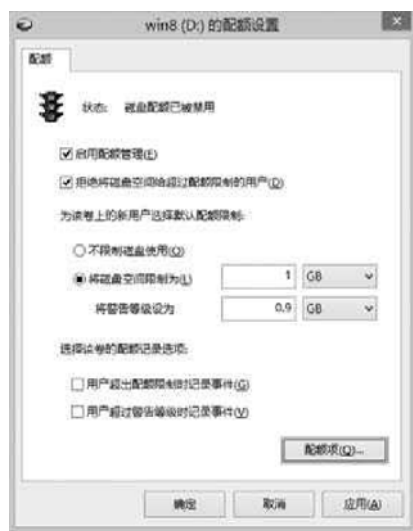 win8 (D:) 的配额设置
配额
状态: 磁盘配额已被禁用
启用配额管理(E)
拒绝将磁盘空间给超过配额限制的用户(D)
为该卷上的新用户选择默认配额限制:
不限制磁盘使用(O)
将磁盘空间限制为(L) 1 GB
将警告等级设为 0.9 GB
选择该卷的配额记录选项:
用户超出配额限制时记录事件(G)
用户超过警告等级时记录事件(V)
配额项(Q)...
确定 取消 应用(A)